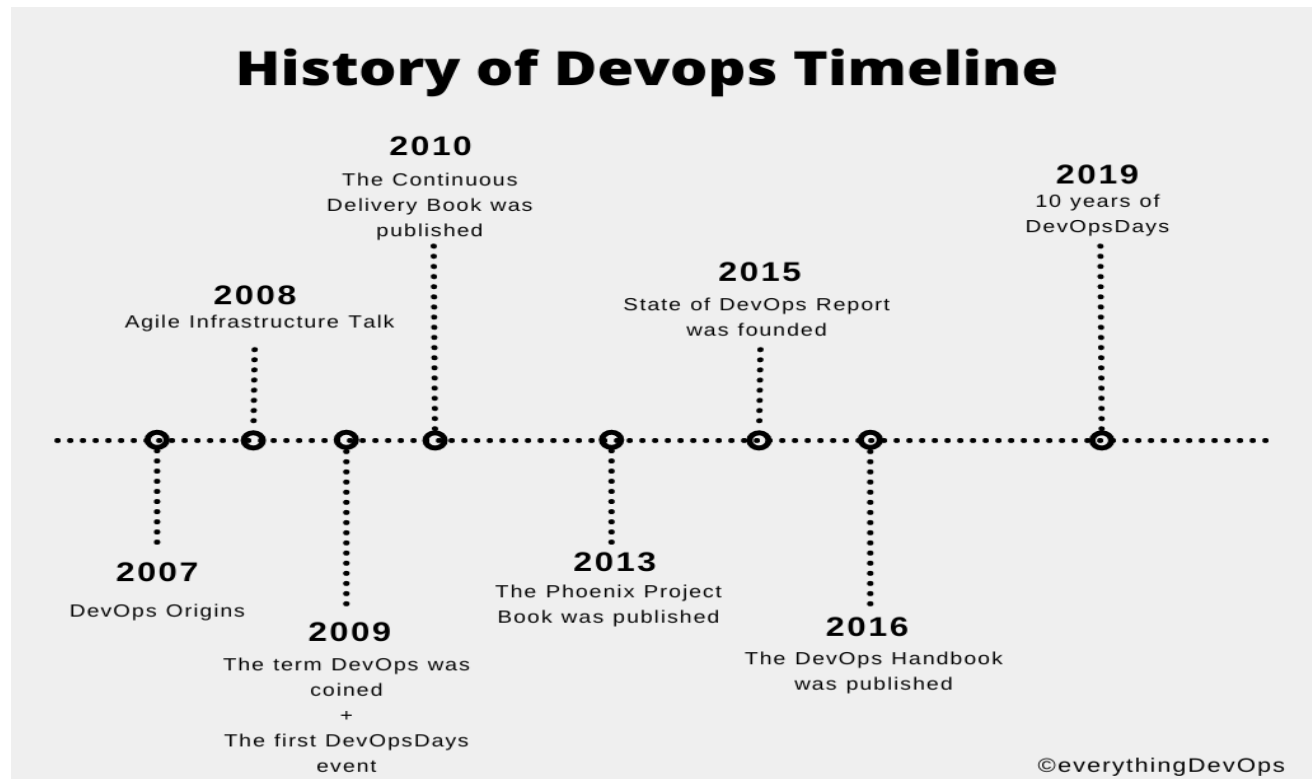 History of Devops Timeline
2007
DevOps Origins
2008
Agile Infrastructure Talk
2009
The term DevOps was
coined
+
The first DevOpsDays
event
2010
The Continuous
Delivery Book was
published
2013
The Phoenix Project
Book was published
2015
State of DevOps Report
was founded
2016
The DevOps Handbook
was published
2019
10 years of
DevOpsDays
©everythingDevOps